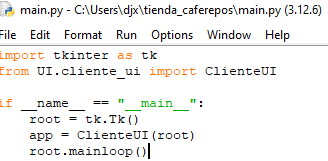 main.py - C:\Users\djx\tienda_caferepos\main.py (3.12.6)
File Edit Format Run Options Window Help
import tkinter as tk
from UI.cliente_ui import ClienteUI
if __name__ == "__main__":
    root = tk.Tk()
    app = ClienteUI(root)
    root.mainloop()